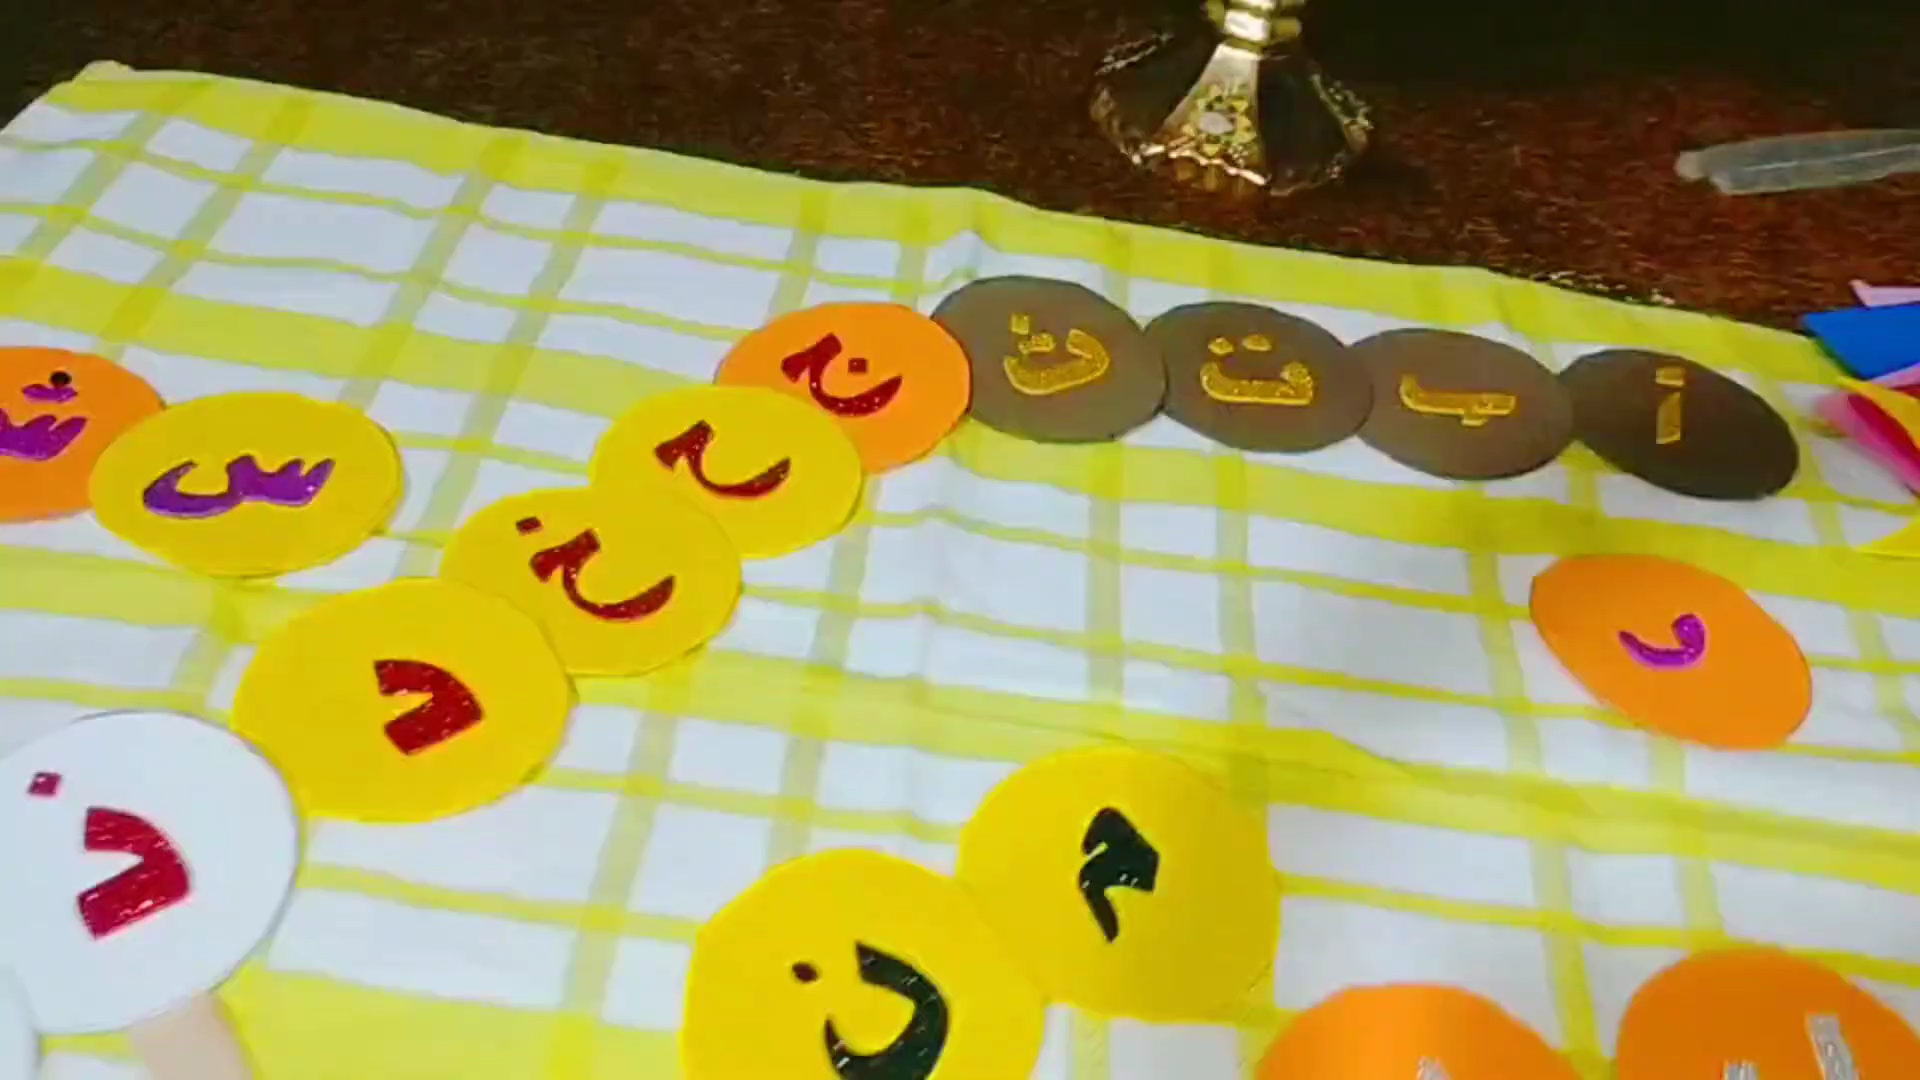 أ ب ت ث ج ح خ د ذ
س ش
ر
م ن